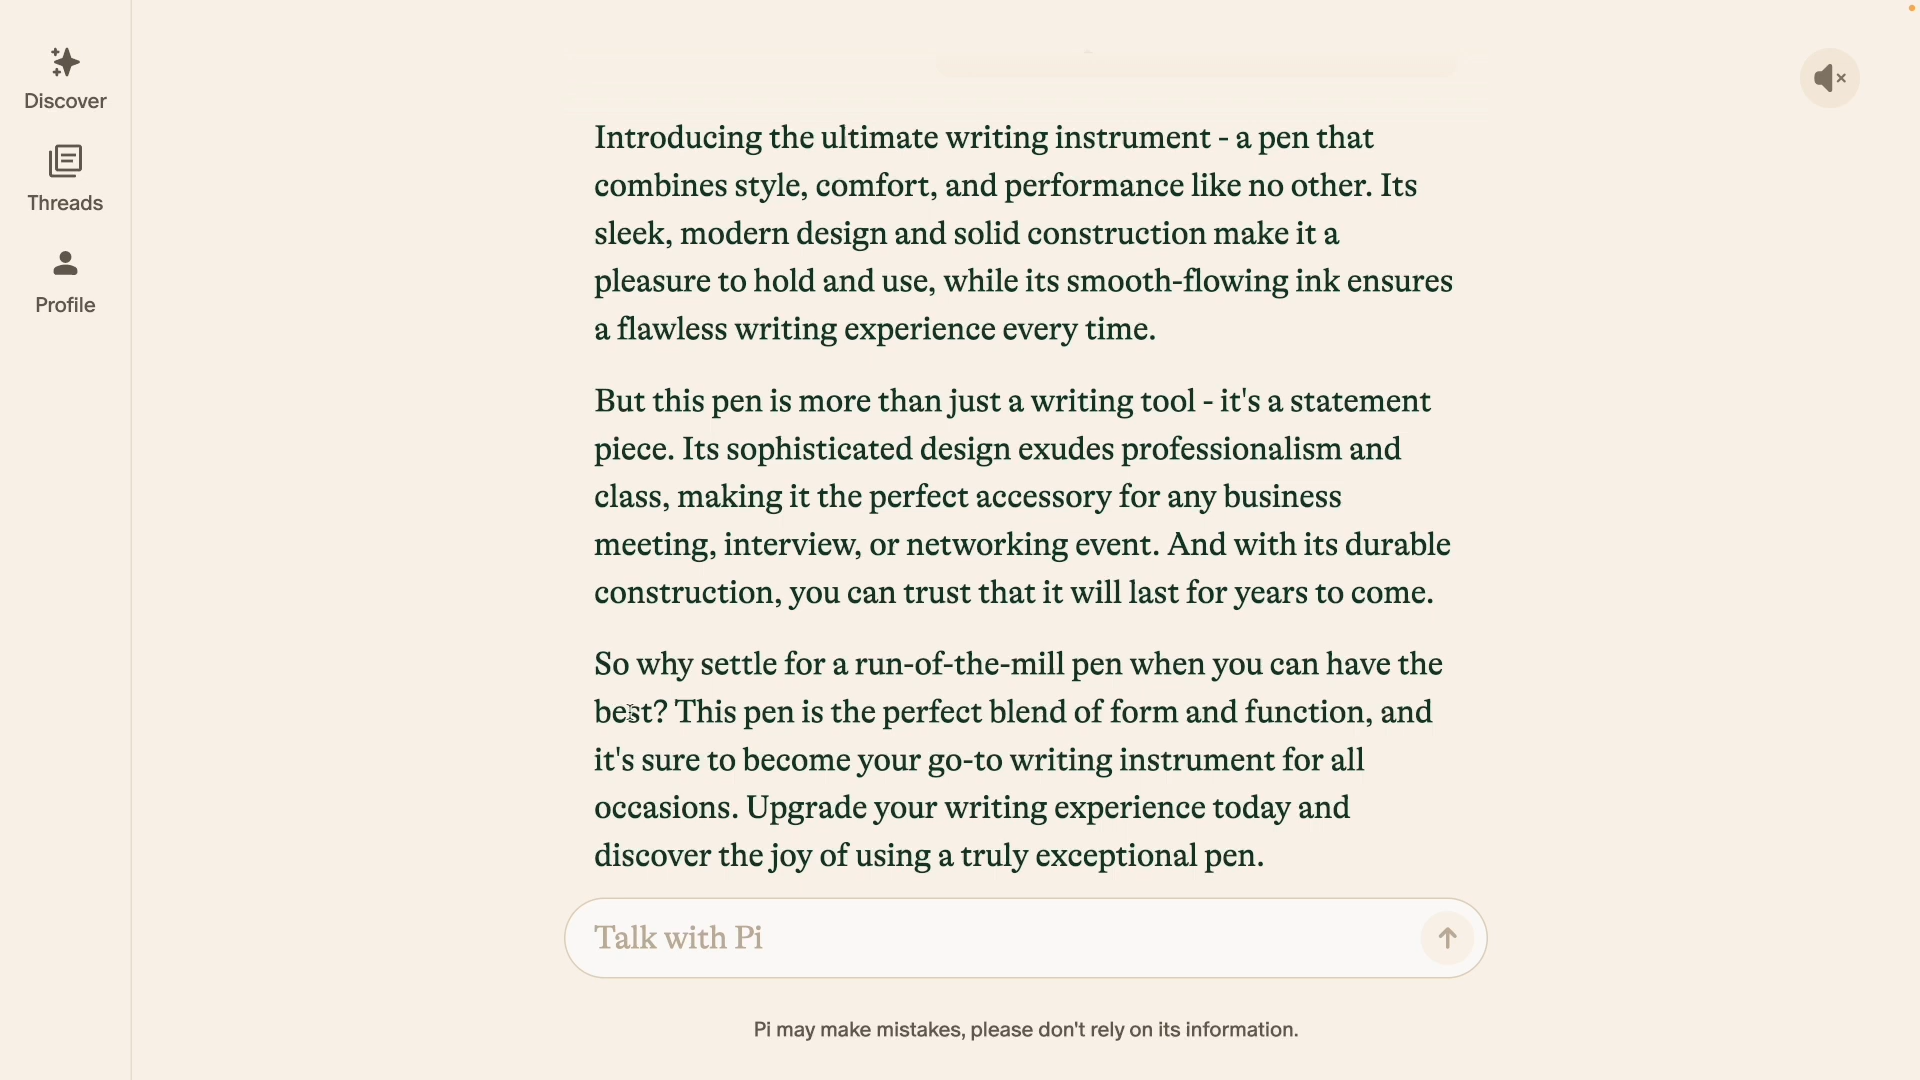 Discover
Threads
Profile
Introducing the ultimate writing instrument - a pen that
combines style, comfort, and performance like no other. Its
sleek, modern design and solid construction make it a
pleasure to hold and use, while its smooth-flowing ink ensures
a flawless writing experience every time.
But this pen is more than just a writing tool - it's a statement
piece. Its sophisticated design exudes professionalism and
class, making it the perfect accessory for any business
meeting, interview, or networking event. And with its durable
construction, you can trust that it will last for years to come.
So why settle for a run-of-the-mill pen when you can have the
best? This pen is the perfect blend of form and function, and
it's sure to become your go-to writing instrument for all
occasions. Upgrade your writing experience today and
discover the joy of using a truly exceptional pen.
Talk with Pi
Pi may make mistakes, please don't rely on its information.